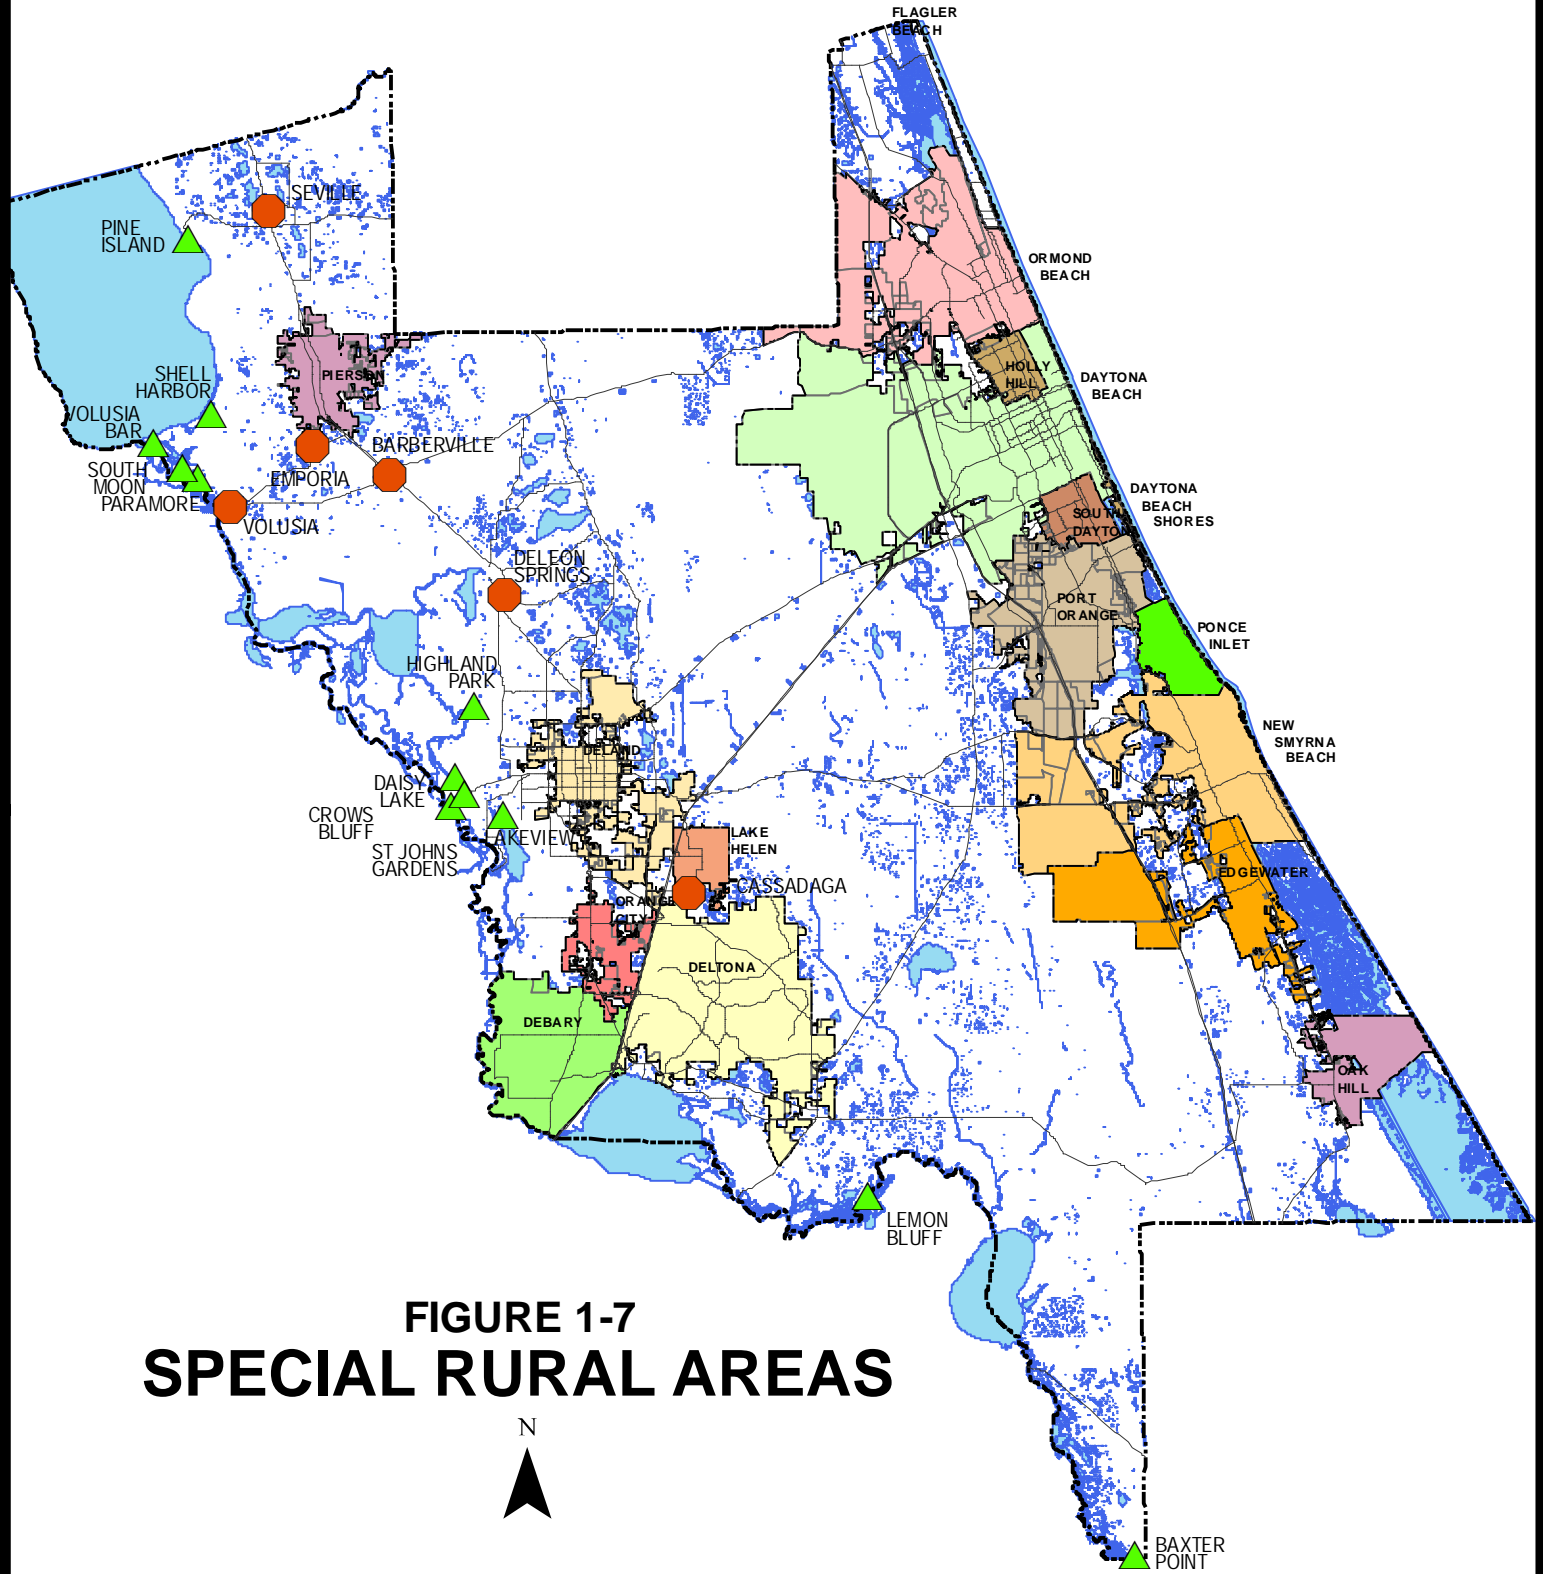 FLAGLER
BEACH
SEVILLE
PINE
ISLAND
ORMOND
BEACH
SHELL
HARBOR
PIERSON
HOLLY
HILL
DAYTONA
BEACH
VOLUSIA
BAR
BARBERVILLE
SOUTH
MOON
PARAMORE
EMPORIA
VOLUSIA
DAYTONA
BEACH
SHORES
SOUTH
DAYTONA
DELEON
SPRINGS
PORT
ORANGE
PONCE
INLET
HIGHLAND
PARK
NEW
SMYRNA
BEACH
DELAND
DAISY
LAKE
CROWS
BLUFF
LAKEVIEW
ST JOHNS
GARDENS
LAKE
HELEN
EDGEWATER
CASSADAGA
ORANGE
CITY
DELTONA
DEBARY
OAK
HILL
LEMON
BLUFF
FIGURE 1-7
SPECIAL RURAL AREAS
N
BAXTER
POINT